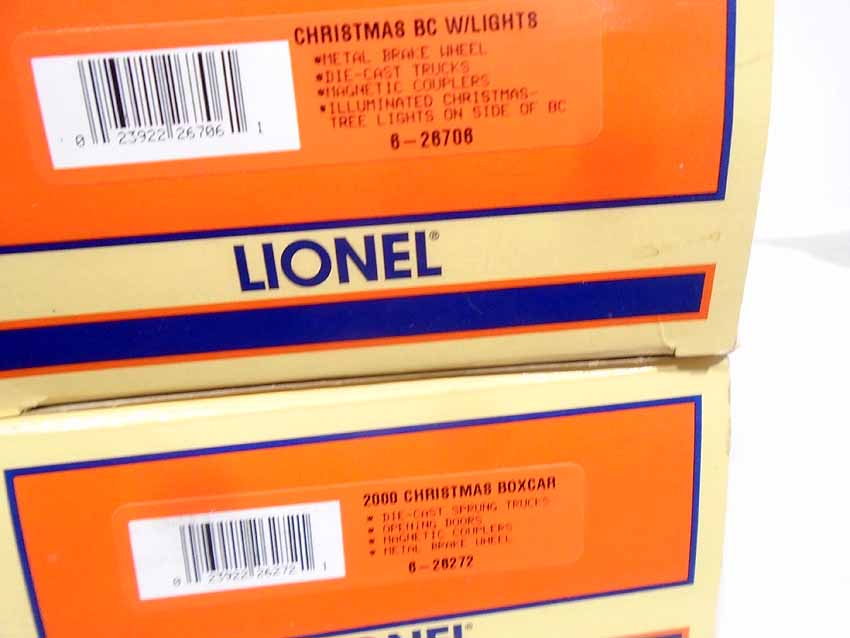 CHRISTMAS BC W/LIGHTS
*METAL BRAKE WHEEL
*DIE-CAST TRUCKS
*MAGNETIC COUPLERS
*ILLUMINATED CHRISTMAS-
TREE LIGHTS ON SIDE OF BC
6-26706
0 23922 26706 1
LIONEL®
2000 CHRISTMAS BOXCAR
* DIE-CAST SPRUNG TRUCKS
* OPENING DOORS
* MAGNETIC COUPLERS
* METAL BRAKE WHEEL
6-26272
0 23922 26272 1
LIONEL®